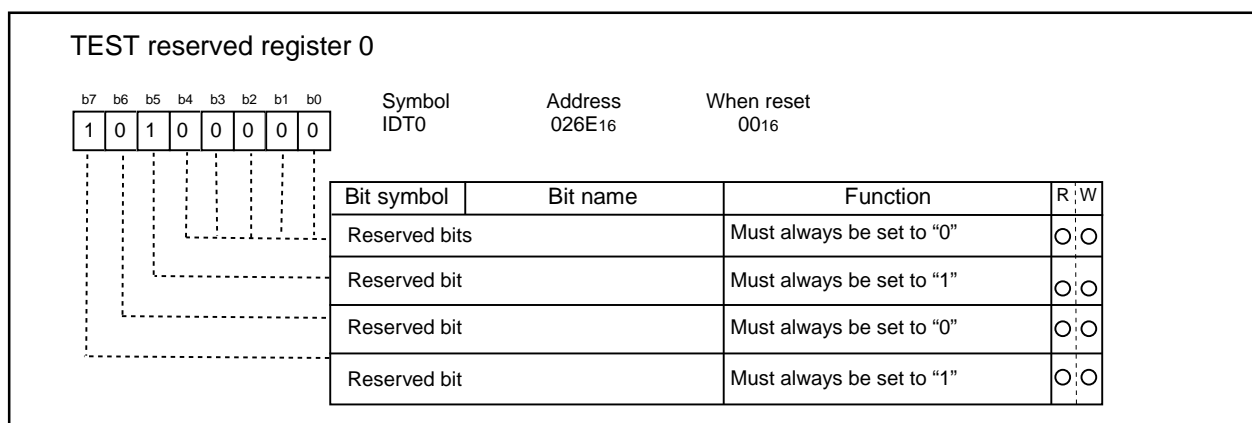 TEST reserved register 0
b7 b6 b5 b4 b3 b2 b1 b0
1 0 1 0 0 0 0 0
Symbol Address When reset
IDT0 026E16 0016
Bit symbol Bit name Function R W
Reserved bits Must always be set to “0”
Reserved bit Must always be set to “1”
Reserved bit Must always be set to “0”
Reserved bit Must always be set to “1”